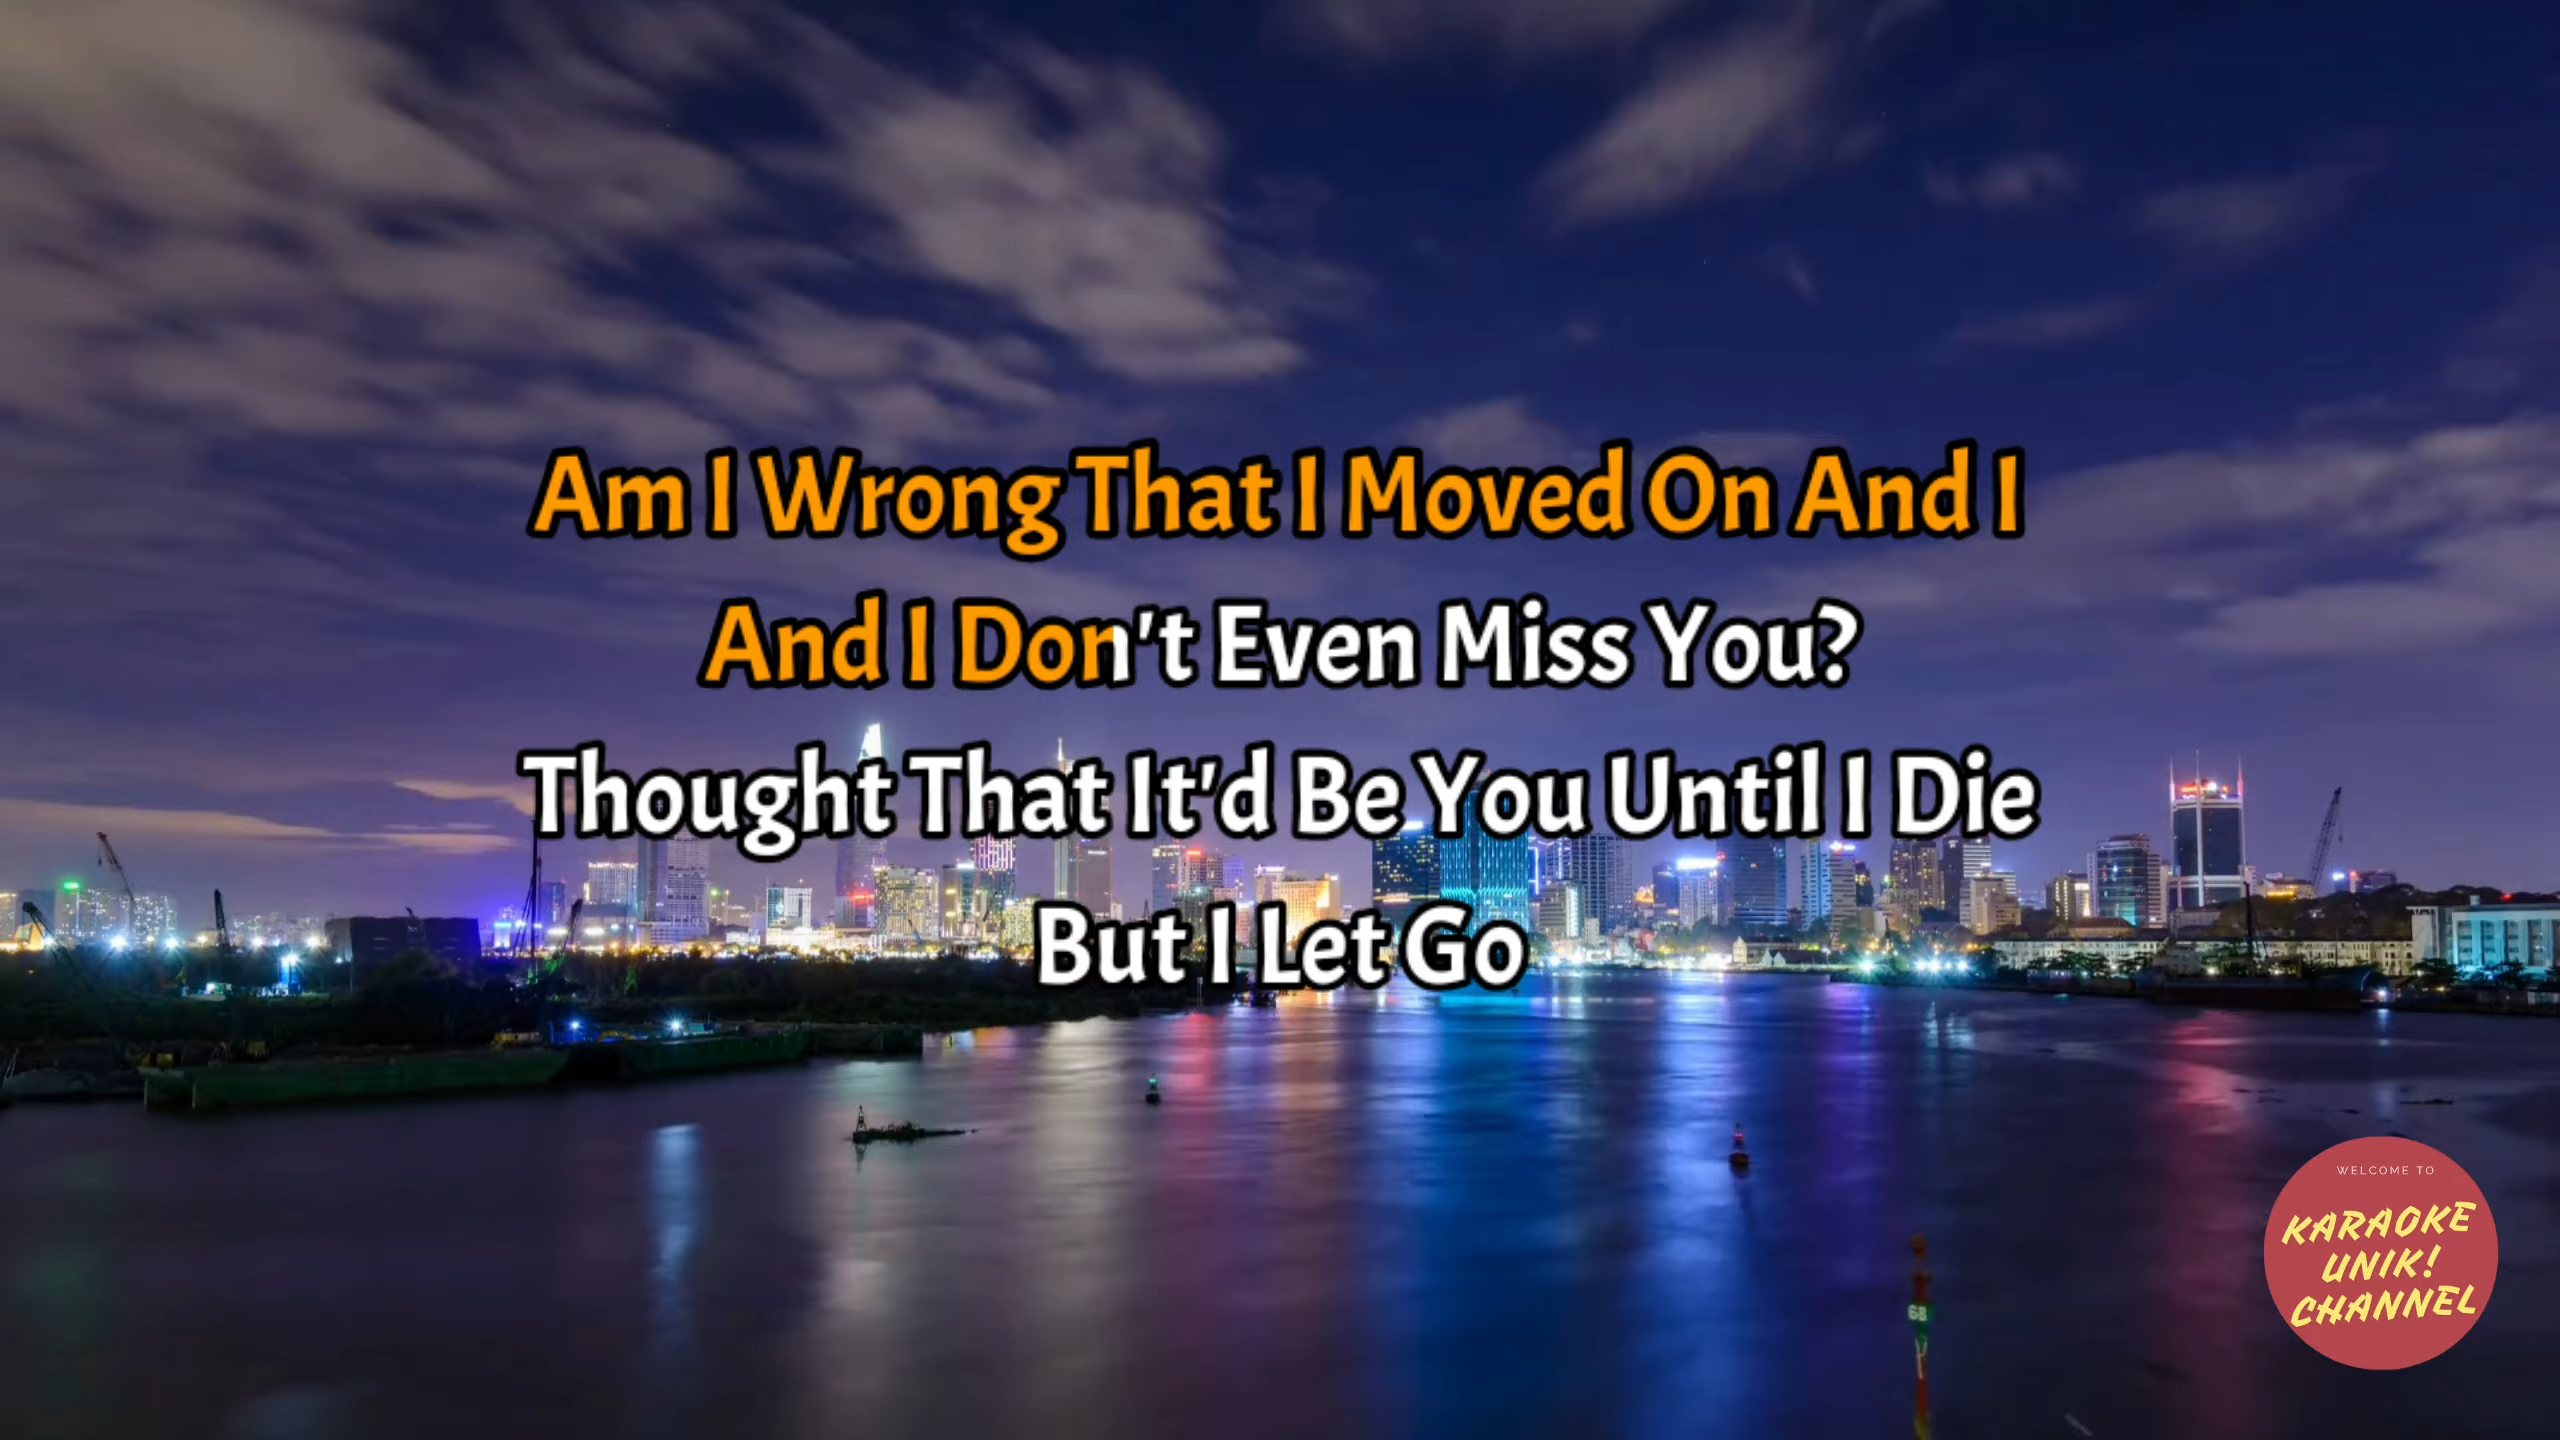 Am I Wrong That I Moved On And I
And I Don't Even Miss You?
Thought That It'd Be You Until I Die
But I Let Go
WELCOME TO
KARAOKE
UNIK!
CHANNEL
68